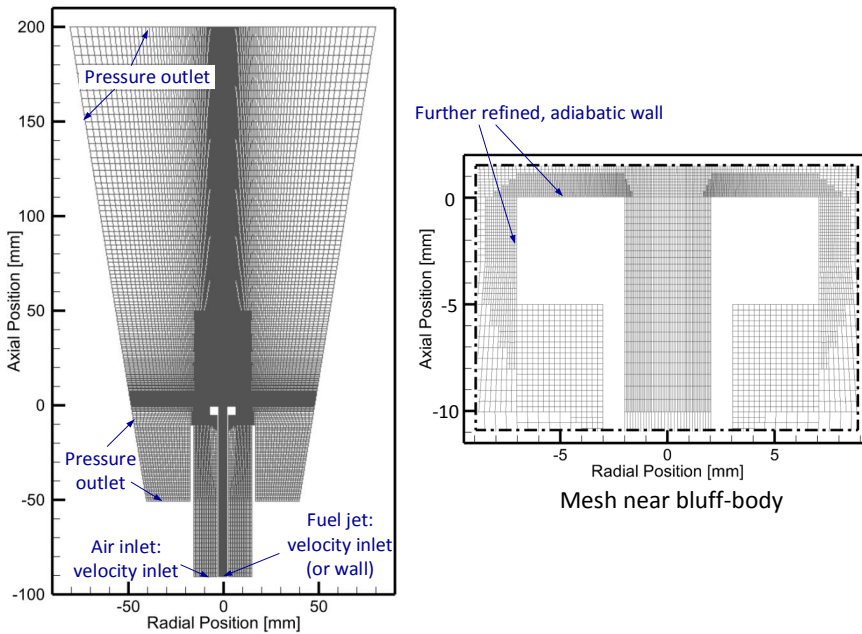 200
150
100
50
0
-50
-100
Axial Position [mm]
-50
0
50
Radial Position [mm]
Pressure outlet
Pressure
outlet
Air inlet:
velocity inlet
Fuel jet:
velocity inlet
(or wall)
Further refined, adiabatic wall
0
-5
-10
Axial Position [mm]
-5
0
5
Radial Position [mm]
Mesh near bluff-body